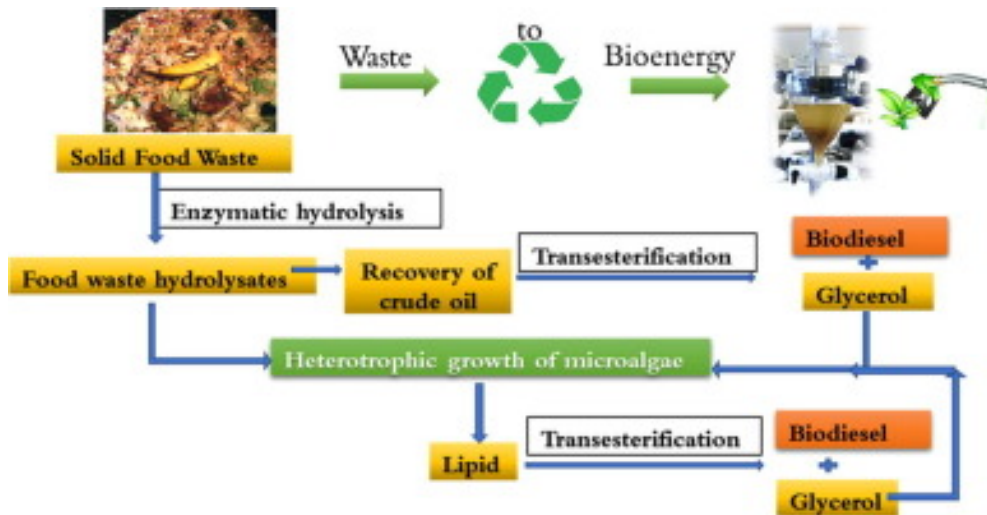 Waste
to
Bioenergy
Solid Food Waste
Enzymatic hydrolysis
Food waste hydrolysates
Recovery of
crude oil
Transesterification
Biodiesel
+
Glycerol
Heterotrophic growth of microalgae
Lipid
Transesterification
Biodiesel
+
Glycerol